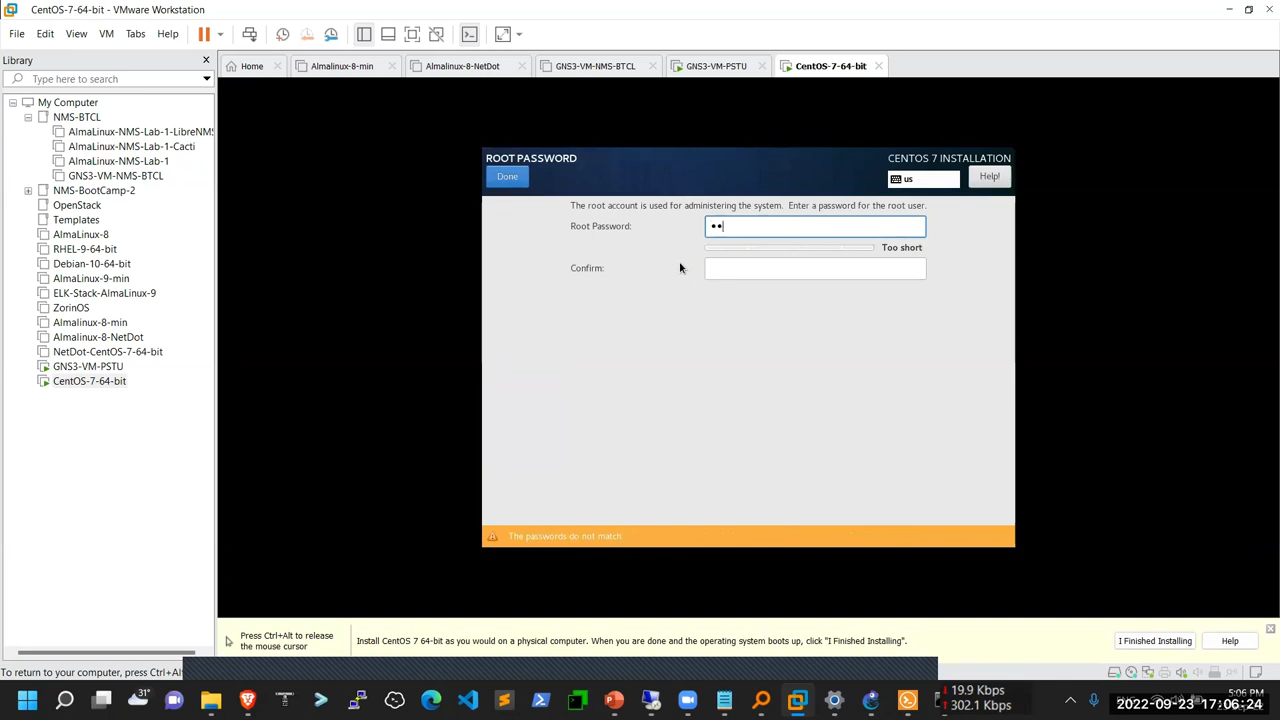 CentOS-7-64-bit - VMware Workstation
File Edit View VM Tabs Help
Library
Type here to search
My Computer
NMS-BTCL
AlmaLinux-NMS-Lab-1-LibreNMS
AlmaLinux-NMS-Lab-1-Cacti
AlmaLinux-NMS-Lab-1
GNS3-VM-NMS-BTCL
NMS-BootCamp-2
OpenStack
Templates
AlmaLinux-8
RHEL-9-64-bit
Debian-10-64-bit
AlmaLinux-9-min
ELK-Stack-AlmaLinux-9
ZorinOS
Almalinux-8-min
Almalinux-8-NetDot
NetDot-CentOS-7-64-bit
GNS3-VM-PSTU
CentOS-7-64-bit
Home Almalinux-8-min Almalinux-8-NetDot GNS3-VM-NMS-BTCL GNS3-VM-PSTU CentOS-7-64-bit
ROOT PASSWORD CENTOS 7 INSTALLATION
Done us Help!
The root account is used for administering the system. Enter a password for the root user.
Root Password: ••
Too short
Confirm:
The passwords do not match
Press Ctrl+Alt to release
the mouse cursor
Install CentOS 7 64-bit as you would on a physical computer. When you are done and the operating system boots up, click "I Finished Installing".
I Finished Installing Help
To return to your computer, press Ctrl+Al
31°
19.9 Kbps
302.1 Kbps
5:06 PM
2022-09-23 17:06:24